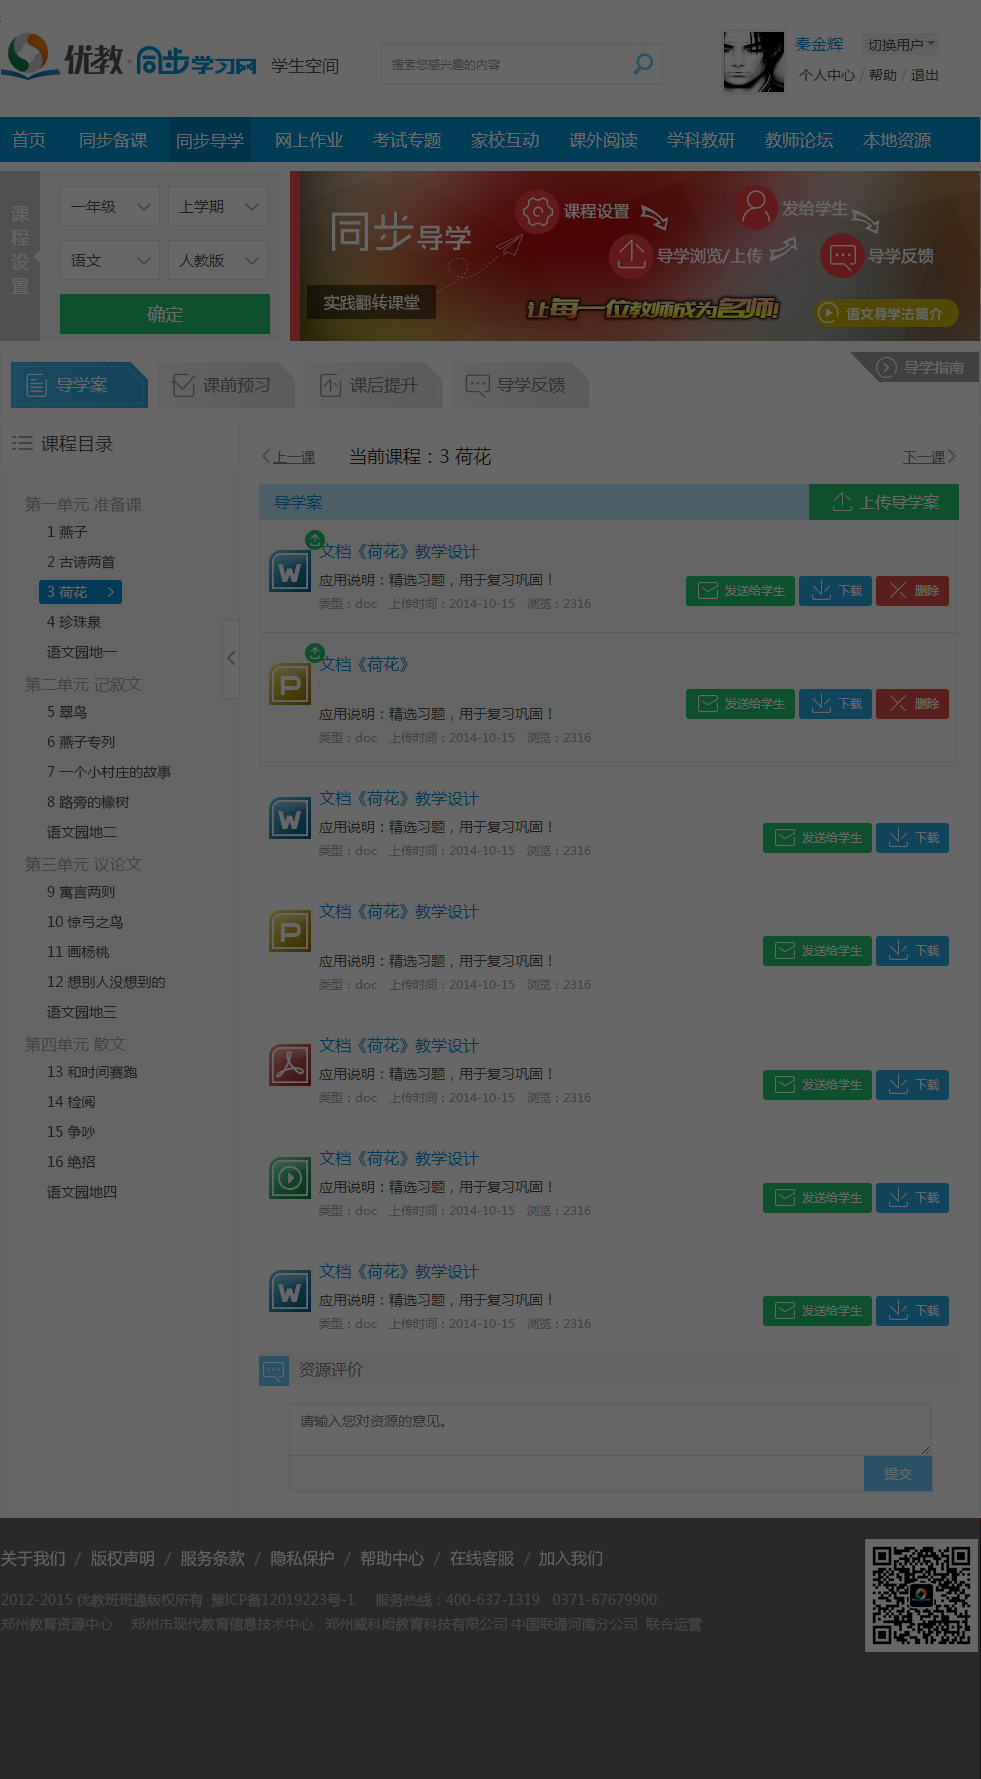 优教·同步学习网 学生空间
搜索您感兴趣的内容
秦金辉 切换用户
个人中心 / 帮助 / 退出
首页 同步备课 同步导学 网上作业 考试专题 家校互动 课外阅读 学科教研 教师论坛 本地资源
课程设置
一年级 上学期
语文 人教版
确定
同步导学
实践翻转课堂
课程设置
导学浏览/上传
发给学生
导学反馈
让每一位教师成为名师!
语文导学法简介
导学案 课前预习 课后提升 导学反馈
导学指南
课程目录
第一单元 准备课
1 燕子
2 古诗两首
3 荷花
4 珍珠泉
语文园地一
第二单元 记叙文
5 翠鸟
6 燕子专列
7 一个小村庄的故事
8 路旁的橡树
语文园地二
第三单元 议论文
9 寓言两则
10 惊弓之鸟
11 画杨桃
12 想别人没想到的
语文园地三
第四单元 散文
13 和时间赛跑
14 检阅
15 争吵
16 绝招
语文园地四
上一课 当前课程：3 荷花 下一课
导学案 上传导学案
W
文档《荷花》教学设计
应用说明：精选习题，用于复习巩固！
类型：doc 上传时间：2014-10-15 浏览：2316
发送给学生 下载 删除
P
文档《荷花》
应用说明：精选习题，用于复习巩固！
类型：doc 上传时间：2014-10-15 浏览：2316
发送给学生 下载 删除
W
文档《荷花》教学设计
应用说明：精选习题，用于复习巩固！
类型：doc 上传时间：2014-10-15 浏览：2316
发送给学生 下载
P
文档《荷花》教学设计
应用说明：精选习题，用于复习巩固！
类型：doc 上传时间：2014-10-15 浏览：2316
发送给学生 下载
文档《荷花》教学设计
应用说明：精选习题，用于复习巩固！
类型：doc 上传时间：2014-10-15 浏览：2316
发送给学生 下载
文档《荷花》教学设计
应用说明：精选习题，用于复习巩固！
类型：doc 上传时间：2014-10-15 浏览：2316
发送给学生 下载
W
文档《荷花》教学设计
应用说明：精选习题，用于复习巩固！
类型：doc 上传时间：2014-10-15 浏览：2316
发送给学生 下载
资源评价
请输入您对资源的意见。
提交
关于我们 / 版权声明 / 服务条款 / 隐私保护 / 帮助中心 / 在线客服 / 加入我们
2012-2015 优教班班通版权所有 豫ICP备12019223号-1 服务热线：400-637-1319 0371-67679900
郑州教育资源中心 郑州市现代教育信息技术中心 郑州威科姆教育科技有限公司 中国联通河南分公司 联合运营